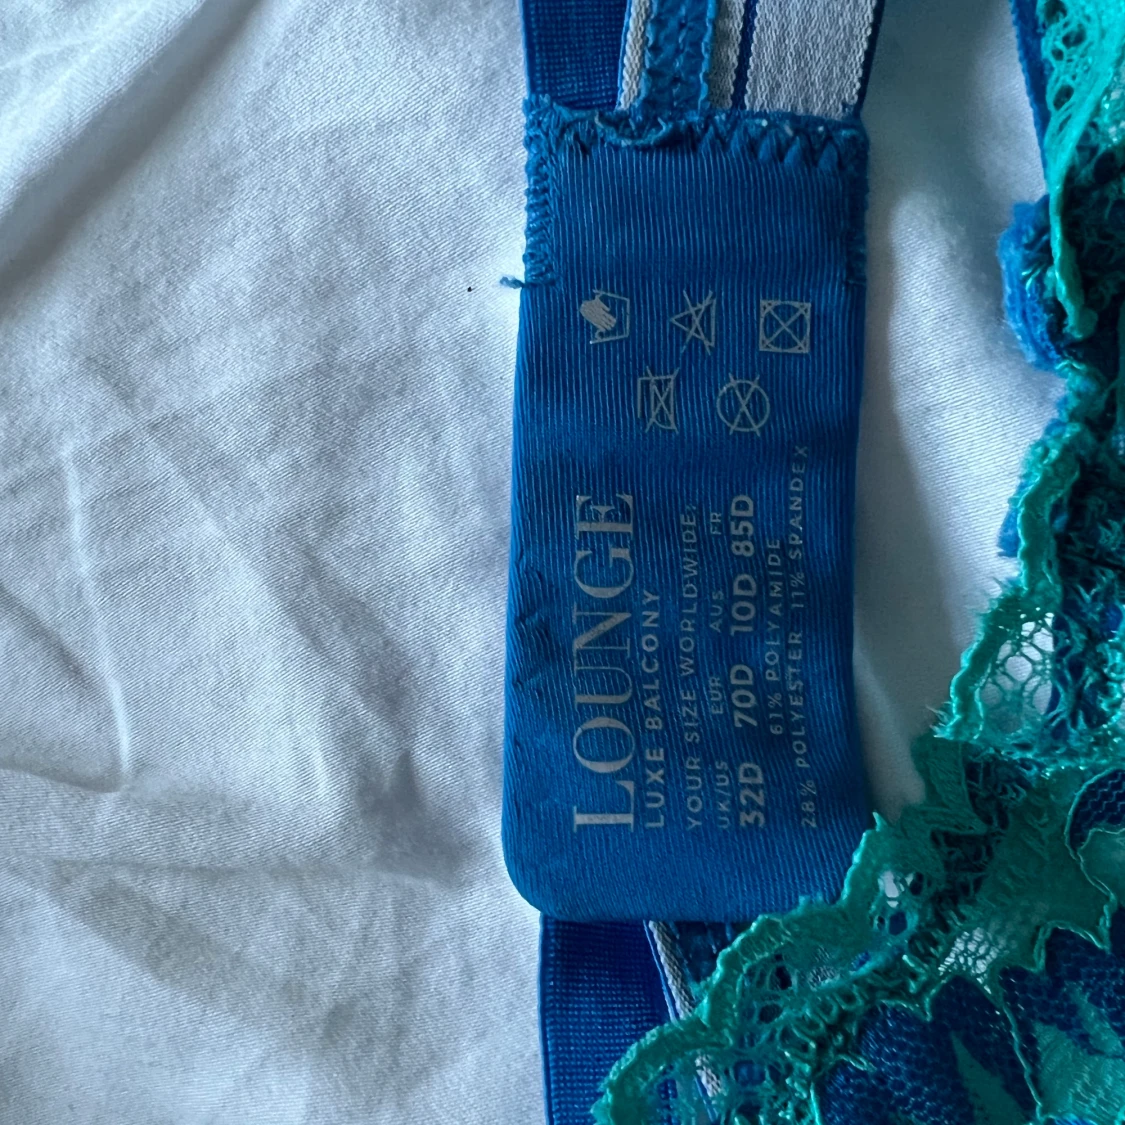 LOUNGE
LUXE BALCONY
YOUR SIZE WORLDWIDE:
UK/US EUR AUS FR
32D 70D 10D 85D
61% POLYAMIDE
28% POLYESTER 11% SPANDEX